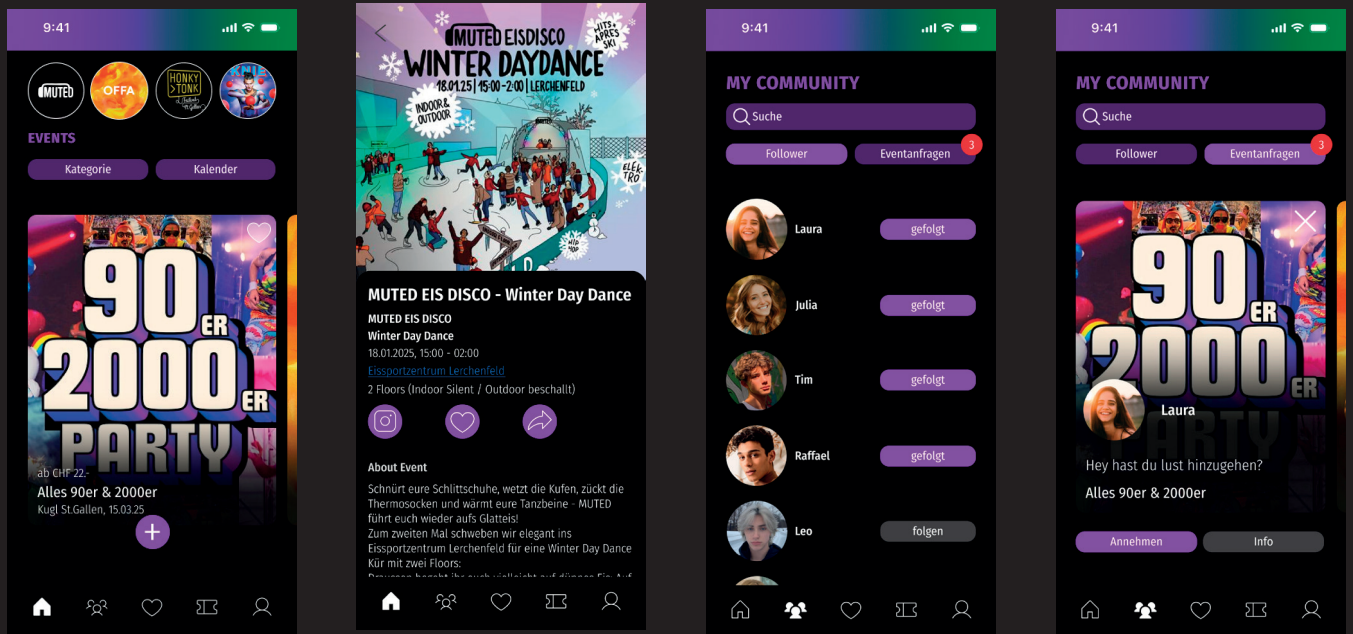 9:41
MUTED
OFFA
HONKY
>TONK
KNIE
EVENTS
Kategorie
Kalender
90
ER
2000
ER
PARTY
ab CHF 22.-
Alles 90er & 2000er
Kugl St.Gallen, 15.03.25
+
MUTED EISDISCO
WINTER DAYDANCE
18.01.25 | 15:00-2:00 | LERCHENFELD
HITS+
APRES
SKI
INDOOR &
OUTDOOR
ELEK-
TRO
HIP
HOP
MUTED EIS DISCO - Winter Day Dance
MUTED EIS DISCO
Winter Day Dance
18.01.2025, 15:00 - 02:00
Eissportzentrum Lerchenfeld
2 Floors (Indoor Silent / Outdoor beschallt)
About Event
Schnürt eure Schlittschuhe, wetzt die Kufen, zückt die
Thermosocken und wärmt eure Tanzbeine - MUTED
führt euch wieder aufs Glatteis!
Zum zweiten Mal schweben wir elegant ins
Eissportzentrum Lerchenfeld für eine Winter Day Dance
Kür mit zwei Floors:
9:41
MY COMMUNITY
Suche
Follower
Eventanfragen
3
Laura
gefolgt
Julia
gefolgt
Tim
gefolgt
Raffael
gefolgt
Leo
folgen
9:41
MY COMMUNITY
Suche
Follower
Eventanfragen
3
90
ER
2000
ER
PARTY
Laura
Hey hast du lust hinzugehen?
Alles 90er & 2000er
Annehmen
Info